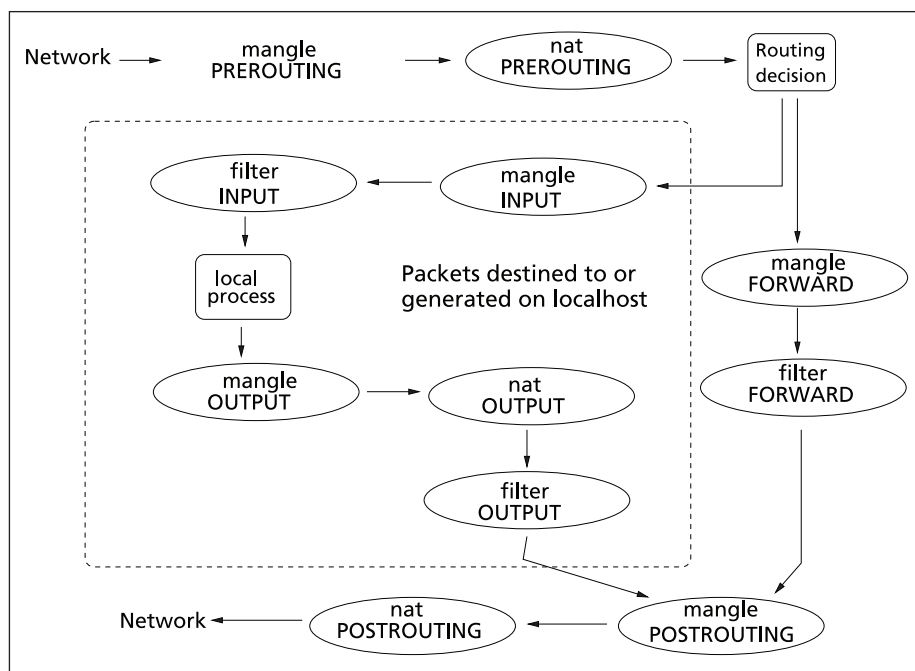 Network
mangle
PREROUTING
nat
PREROUTING
Routing
decision
filter
INPUT
mangle
INPUT
local
process
Packets destined to or
generated on localhost
mangle
FORWARD
mangle
OUTPUT
nat
OUTPUT
filter
FORWARD
filter
OUTPUT
Network
nat
POSTROUTING
mangle
POSTROUTING